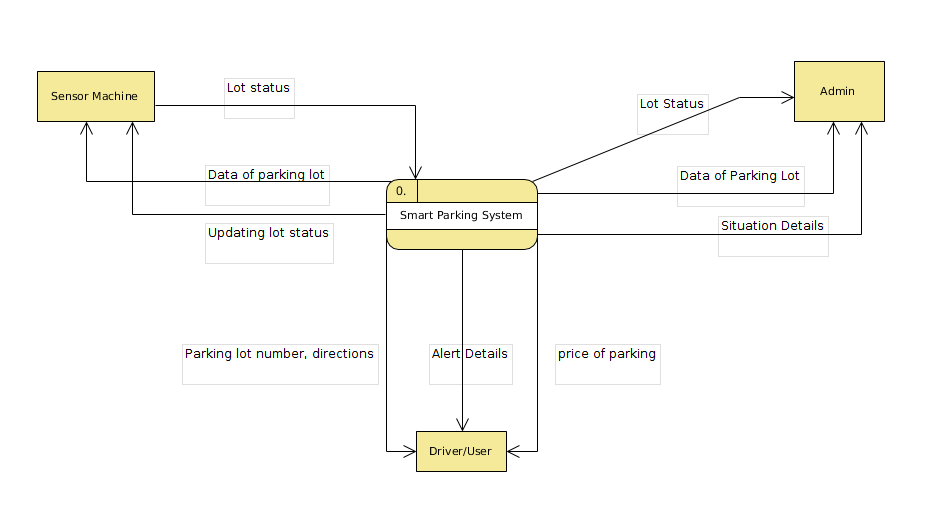 Sensor Machine
Lot status
Lot Status
Admin
Data of parking lot
Data of Parking Lot
0.
Smart Parking System
Updating lot status
Situation Details
Parking lot number, directions
Alert Details
price of parking
Driver/User